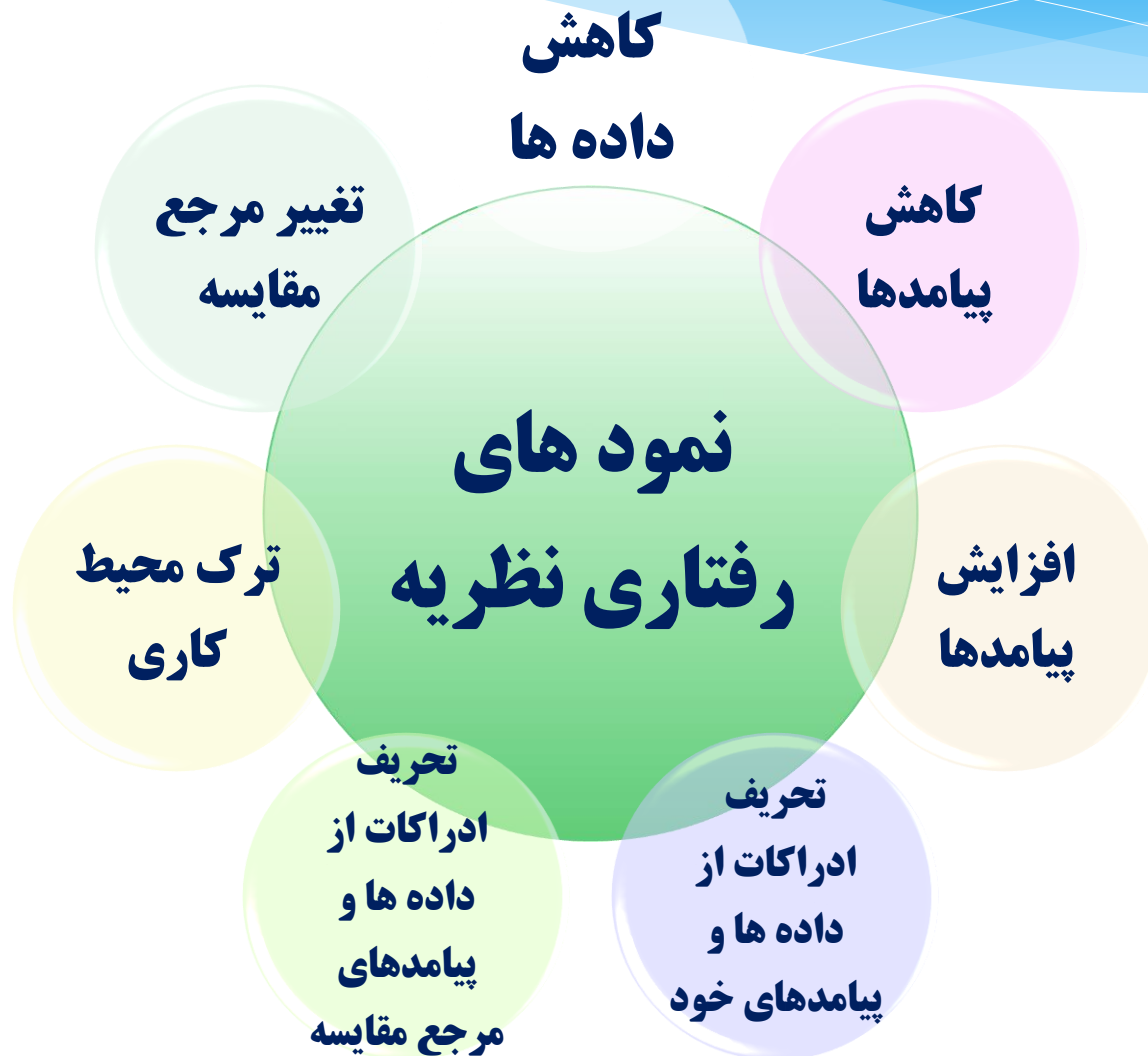 کاهش
داده ها
کاهش
پیامدها
تغییر مرجع
مقایسه
نمود های
رفتاری نظریه
افزایش
پیامدها
ترک محیط
کاری
تحریف
ادراکات از
داده ها و
پیامدهای خود
تحریف
ادراکات از
داده ها و
پیامدهای
مرجع مقایسه